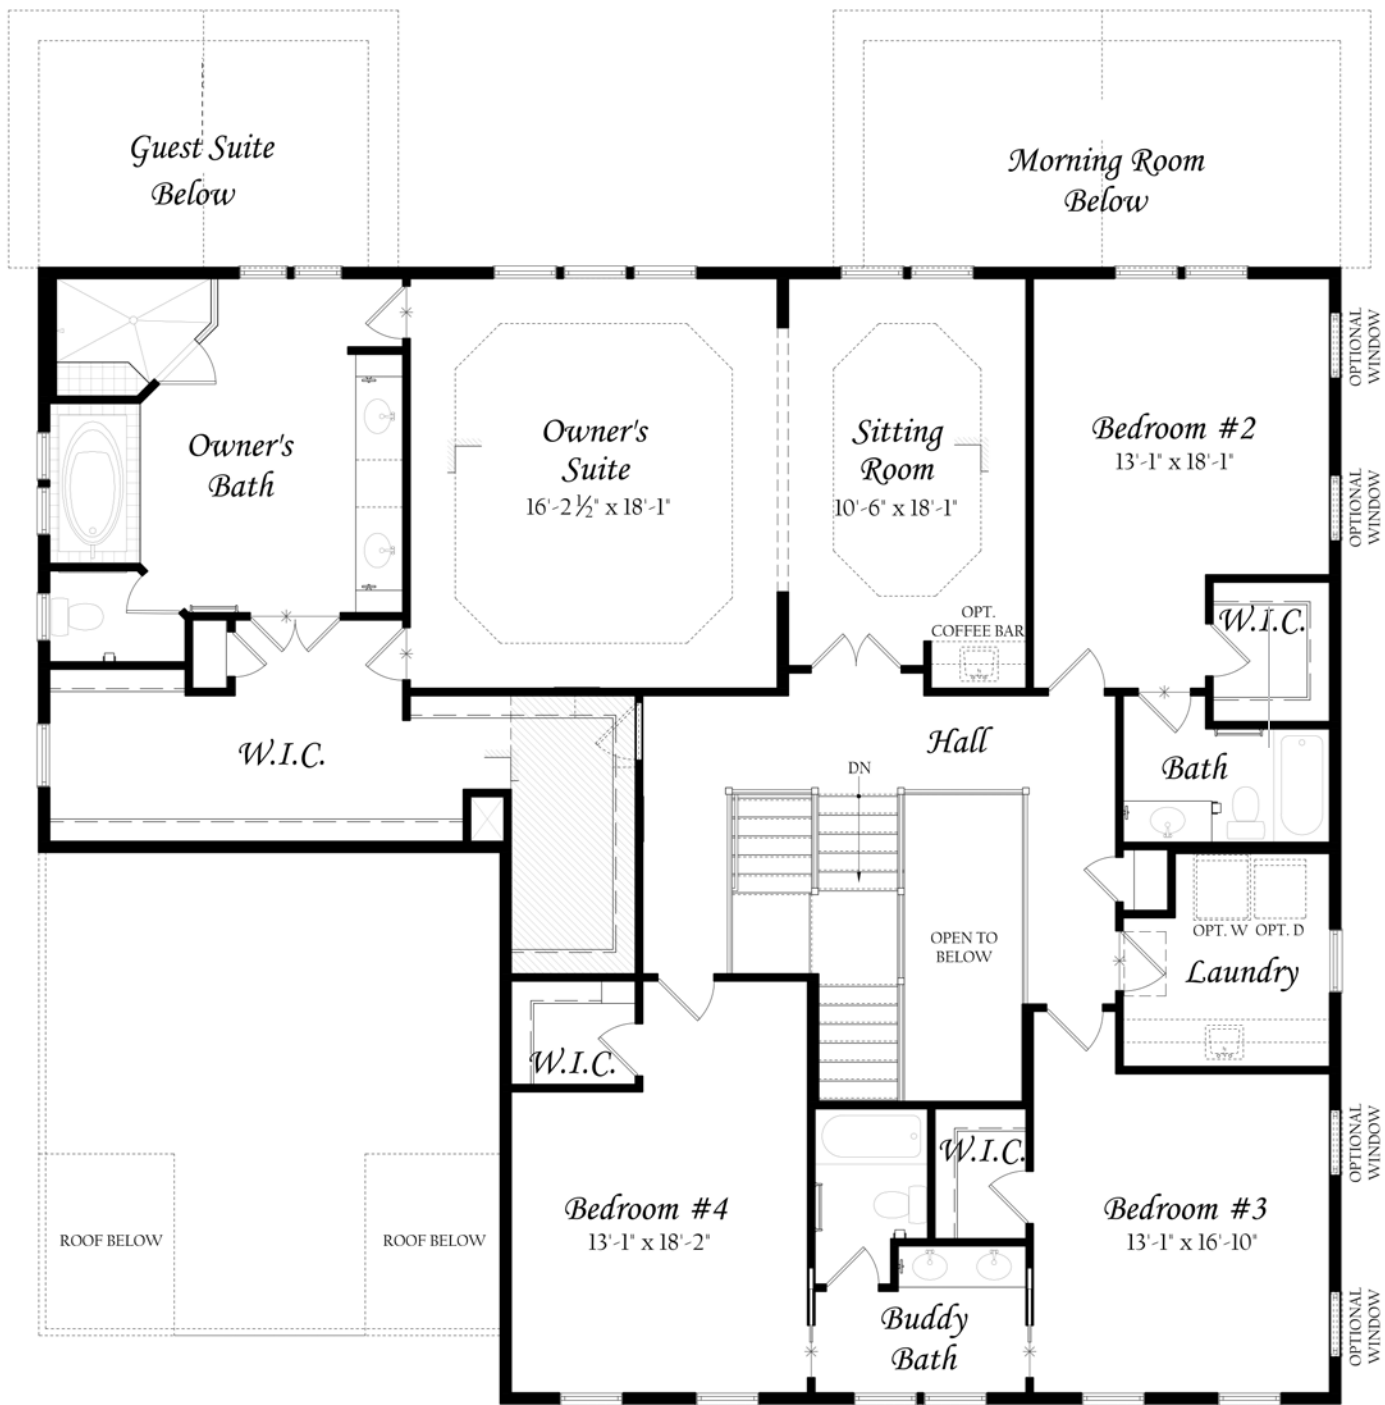 Guest Suite
Below
Morning Room
Below
OPTIONAL
WINDOW
Owner's
Bath
Owner's
Suite
16'-2 ½" x 18'-1"
Sitting
Room
10'-6" x 18'-1"
Bedroom #2
13'-1" x 18'-1"
OPTIONAL
WINDOW
OPT.
COFFEE BAR
W.I.C.
W.I.C.
Hall
DN
Bath
OPEN TO
BELOW
OPT. W
OPT. D
Laundry
W.I.C.
W.I.C.
OPTIONAL
WINDOW
Bedroom #4
13'-1" x 18'-2"
Bedroom #3
13'-1" x 16'-10"
ROOF BELOW
ROOF BELOW
Buddy
Bath
OPTIONAL
WINDOW